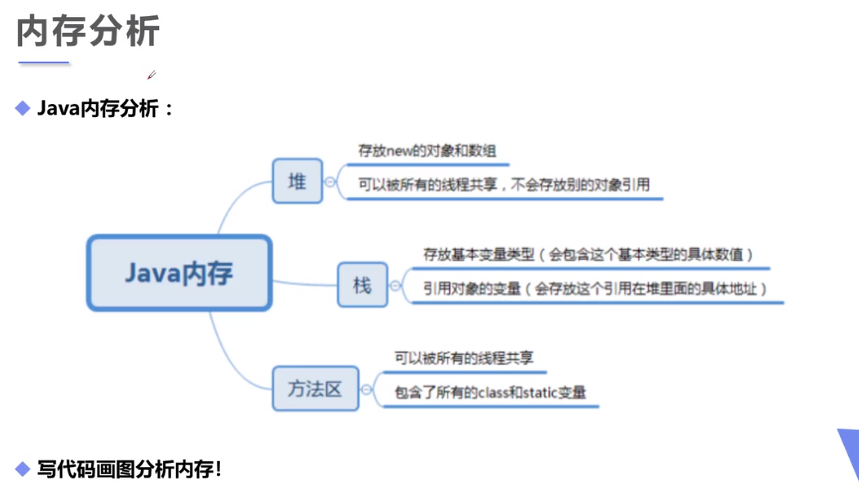 内存分析
Java内存分析：
堆
存放new的对象和数组
可以被所有的线程共享，不会存放别的对象引用
Java内存
栈
存放基本变量类型（会包含这个基本类型的具体数值）
引用对象的变量（会存放这个引用在堆里面的具体地址）
方法区
可以被所有的线程共享
包含了所有的class和static变量
写代码画图分析内存！